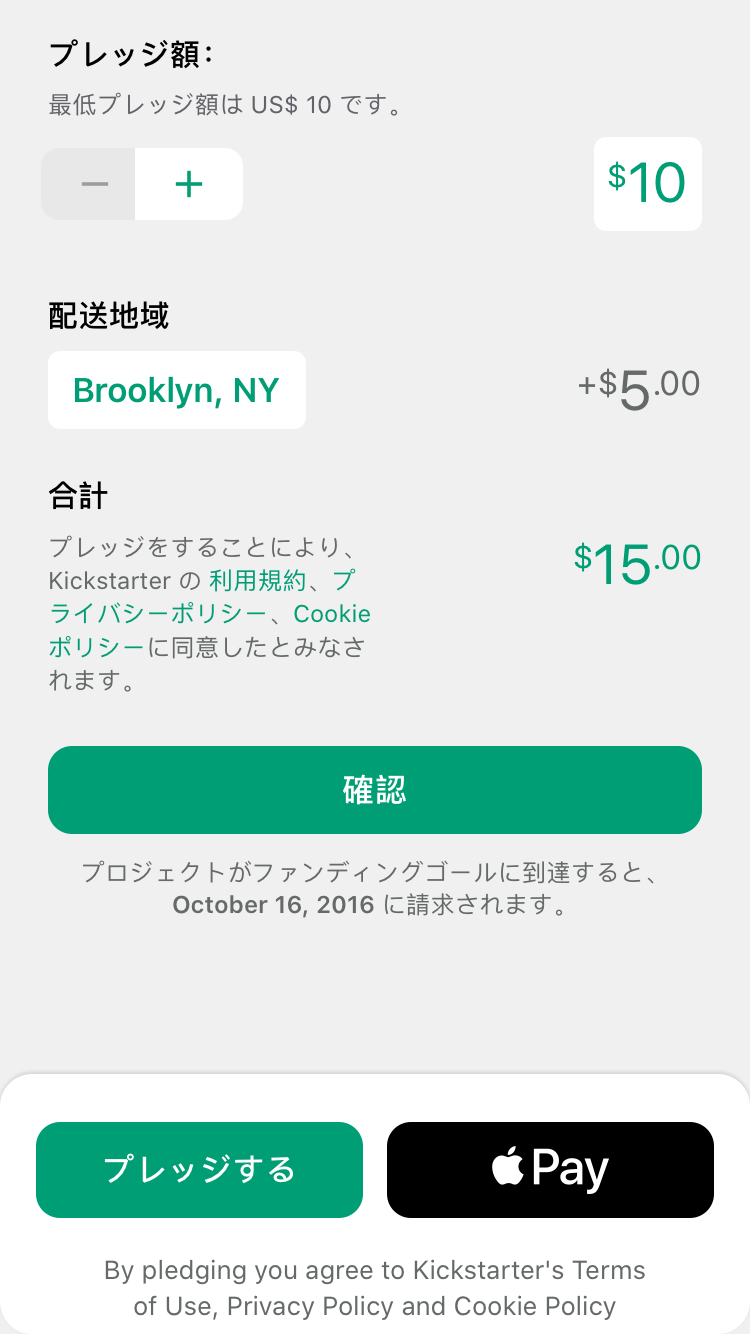 プレッジ額：
最低プレッジ額は US$ 10 です。
− +
$10
配送地域
Brooklyn, NY
+$5.00
合計
プレッジをすることにより、
Kickstarter の 利用規約、プ
ライバシーポリシー、Cookie
ポリシーに同意したとみなさ
れます。
$15.00
確認
プロジェクトがファンディングゴールに到達すると、
October 16, 2016 に請求されます。
プレッジする
Pay
By pledging you agree to Kickstarter's Terms
of Use, Privacy Policy and Cookie Policy